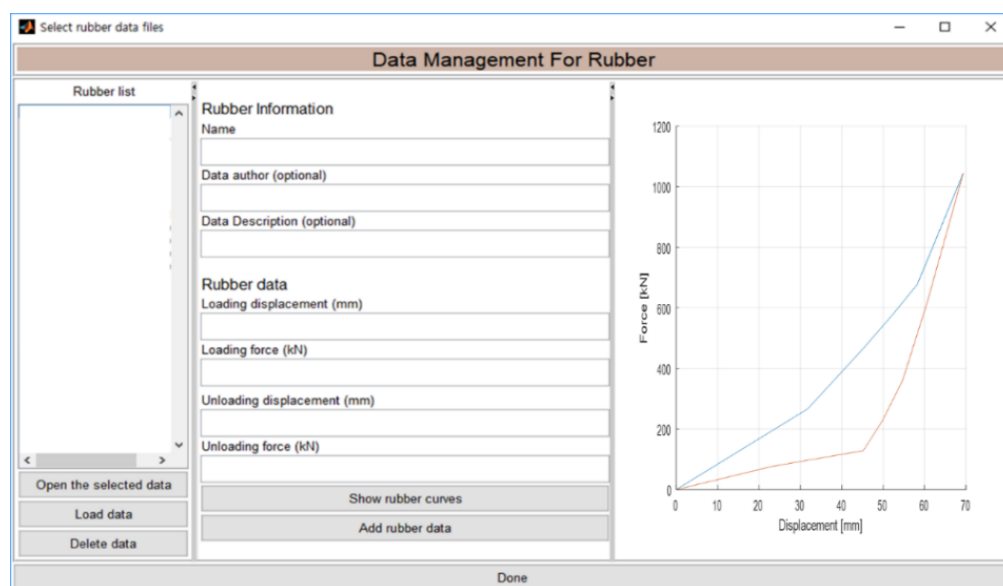 Select rubber data files
Data Management For Rubber
Rubber list
Open the selected data
Load data
Delete data
Rubber Information
Name
Data author (optional)
Data Description (optional)
Rubber data
Loading displacement (mm)
Loading force (kN)
Unloading displacement (mm)
Unloading force (kN)
Show rubber curves
Add rubber data
Force [kN]
1200
1000
800
600
400
200
0
0 10 20 30 40 50 60 70
Displacement [mm]
Done